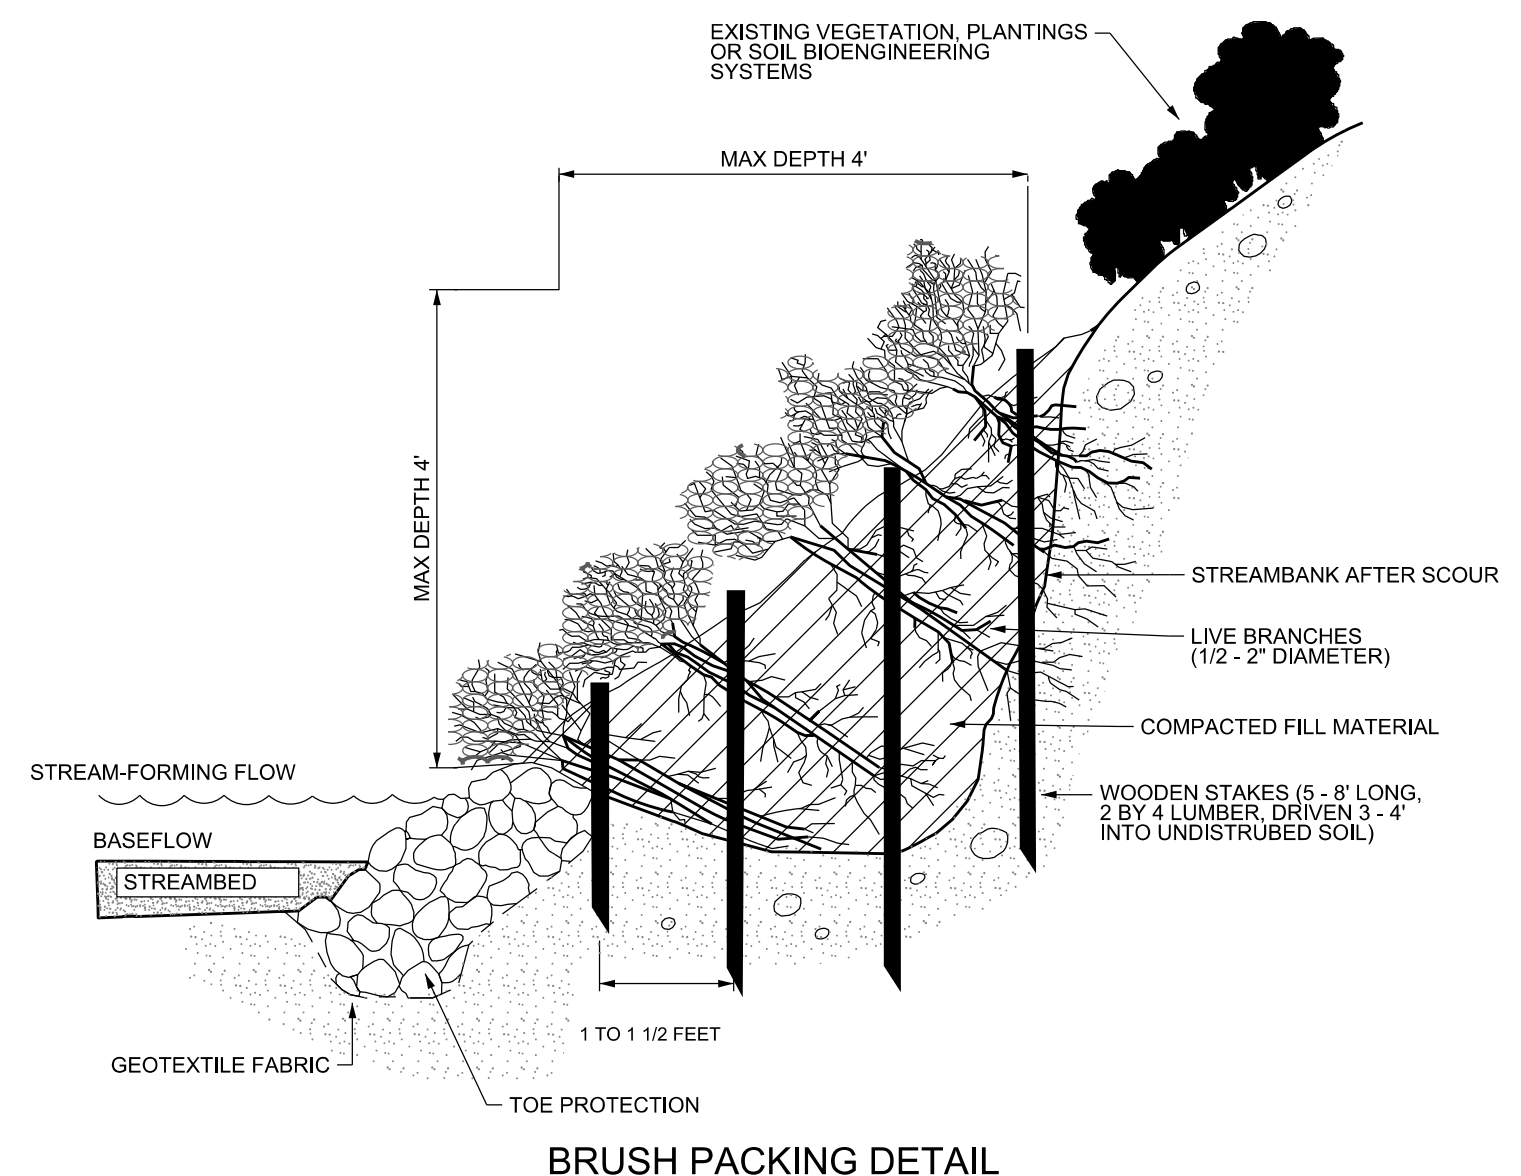 EXISTING VEGETATION, PLANTINGS
OR SOIL BIOENGINEERING
SYSTEMS
MAX DEPTH 4'
MAX DEPTH 4'
STREAMBANK AFTER SCOUR
LIVE BRANCHES
(1/2 - 2" DIAMETER)
COMPACTED FILL MATERIAL
STREAM-FORMING FLOW
WOODEN STAKES (5 - 8' LONG,
2 BY 4 LUMBER, DRIVEN 3 - 4'
INTO UNDISTRUBED SOIL)
BASEFLOW
STREAMBED
1 TO 1 1/2 FEET
GEOTEXTILE FABRIC
TOE PROTECTION
BRUSH PACKING DETAIL